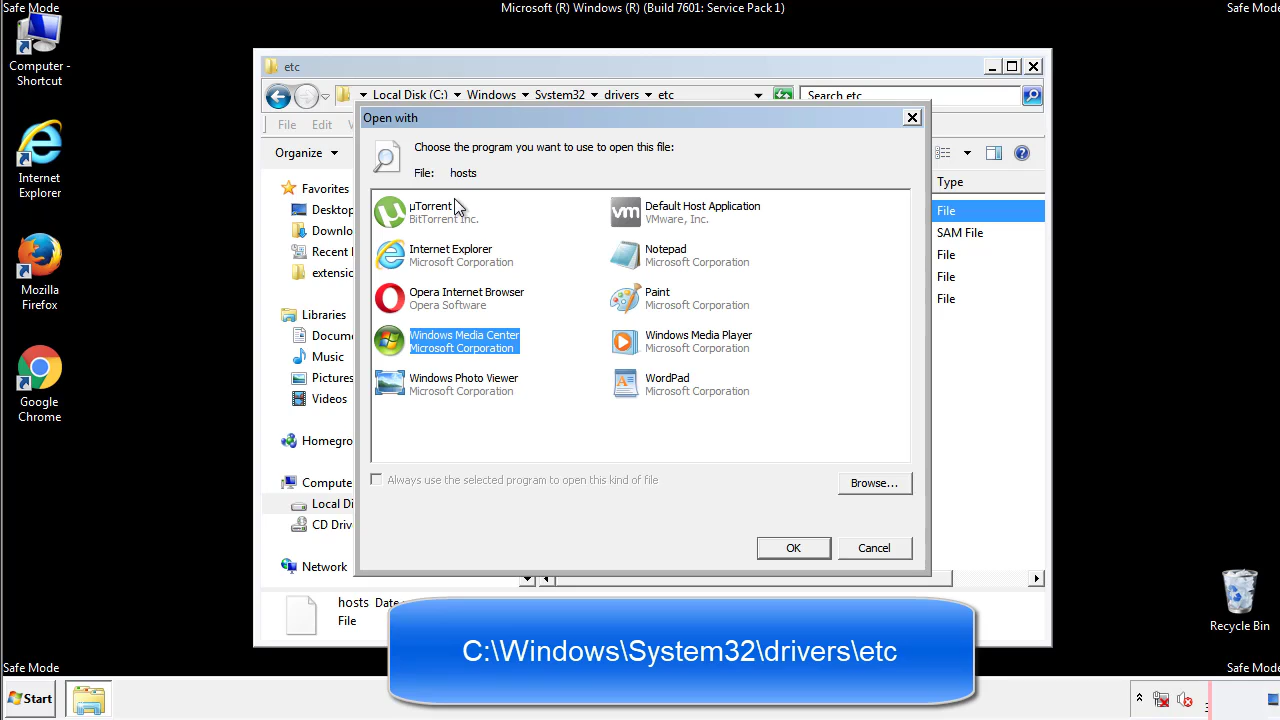 Safe Mode
Microsoft (R) Windows (R) (Build 7601: Service Pack 1)
Safe Mode
Computer -
Shortcut
Internet
Explorer
Mozilla
Firefox
Google
Chrome
Recycle Bin
etc
Local Disk (C:)
Windows
System32
drivers
etc
Search etc
File
Edit
Organize
Type
Favorites
Desktop
Recent
extension
Libraries
Music
Pictures
Videos
Network
File
SAM File
File
File
File
Open with
Choose the program you want to use to open this file:
File: hosts
µTorrent
BitTorrent Inc.
Default Host Application
VMware, Inc.
Internet Explorer
Microsoft Corporation
Notepad
Microsoft Corporation
Opera Internet Browser
Opera Software
Paint
Microsoft Corporation
Windows Media Center
Microsoft Corporation
Windows Media Player
Microsoft Corporation
Windows Photo Viewer
Microsoft Corporation
WordPad
Microsoft Corporation
Always use the selected program to open this kind of file
Browse...
OK
Cancel
hosts
File
C:\Windows\System32\drivers\etc
Safe Mode
Safe Mode
Start